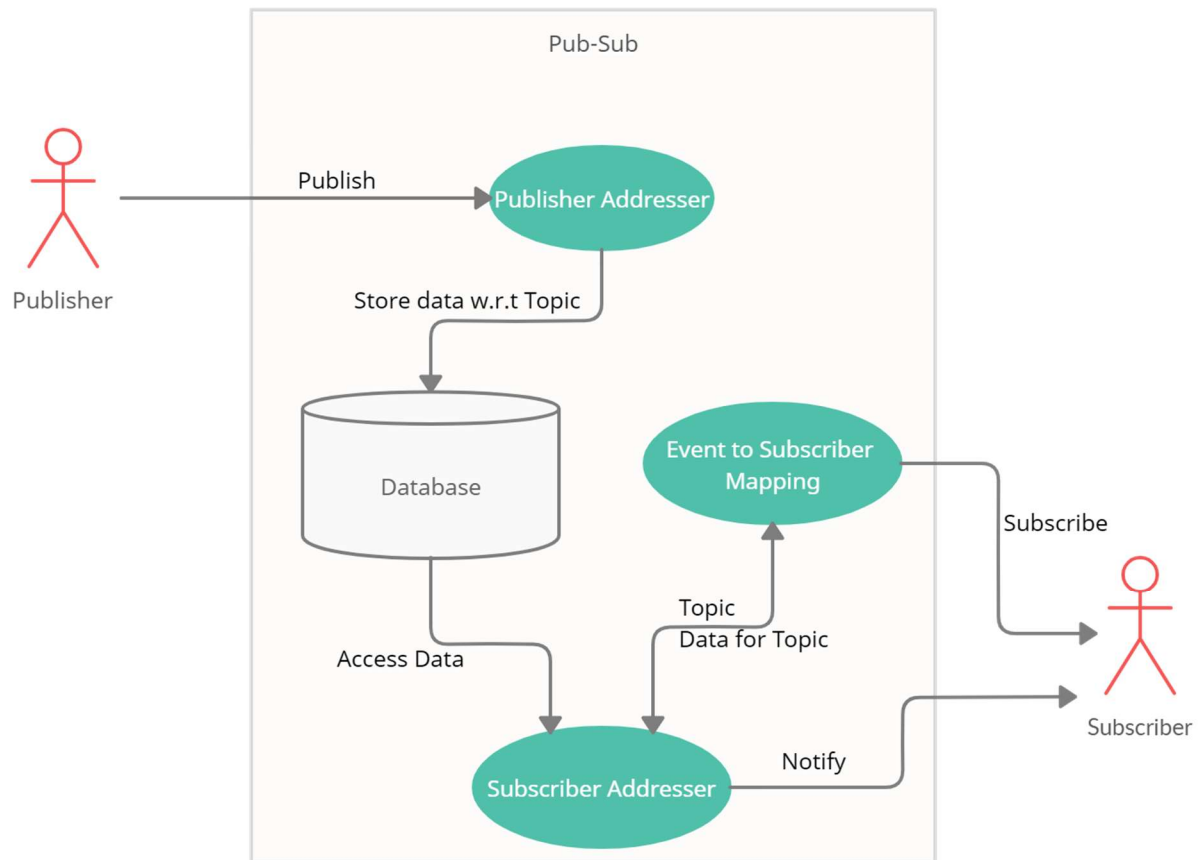 Pub-Sub
Publish
Publisher Addresser
Publisher
Store data w.r.t Topic
Database
Event to Subscriber
Mapping
Subscribe
Topic
Data for Topic
Access Data
Subscriber
Notify
Subscriber Addresser